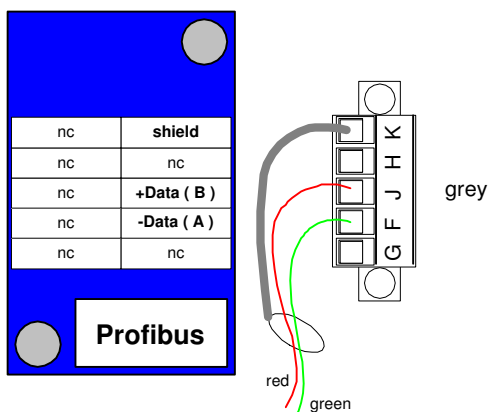 nc shield
nc nc
nc +Data ( B )
nc -Data ( A )
nc nc
Profibus
K
H
J
F
G
grey
red
green